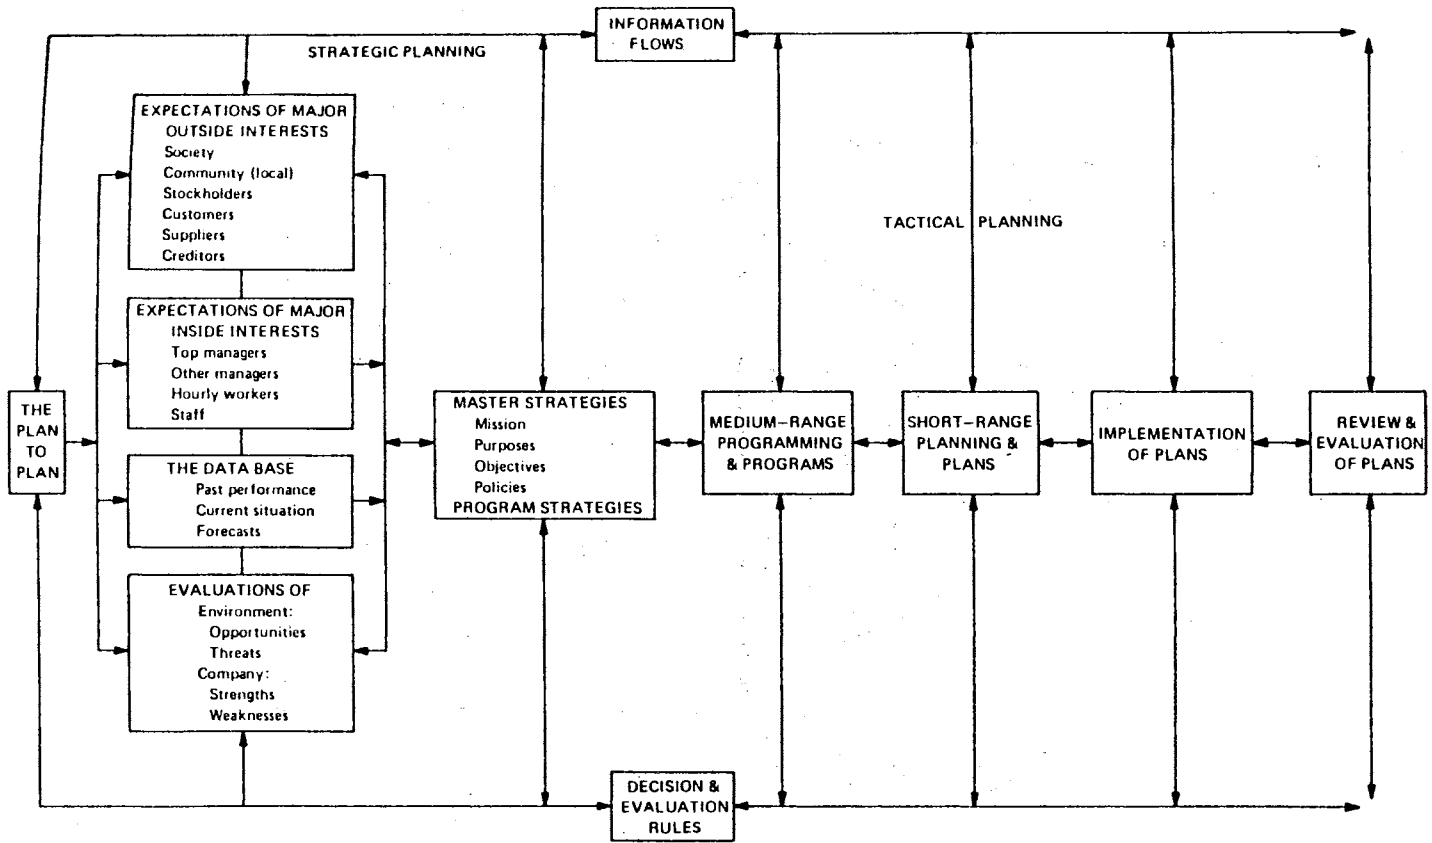 INFORMATION
FLOWS
STRATEGIC PLANNING
EXPECTATIONS OF MAJOR
OUTSIDE INTERESTS
Society
Community (local)
Stockholders
Customers
Suppliers
Creditors
TACTICAL PLANNING
EXPECTATIONS OF MAJOR
INSIDE INTERESTS
Top managers
Other managers
Hourly workers
Staff
THE
PLAN
TO
PLAN
THE DATA BASE
Past performance
Current situation
Forecasts
EVALUATIONS OF
Environment:
Opportunities
Threats
Company:
Strengths
Weaknesses
MASTER STRATEGIES
Mission
Purposes
Objectives
Policies
PROGRAM STRATEGIES
MEDIUM-RANGE
PROGRAMMING
& PROGRAMS
SHORT-RANGE
PLANNING &
PLANS
IMPLEMENTATION
OF PLANS
REVIEW &
EVALUATION
OF PLANS
DECISION &
EVALUATION
RULES